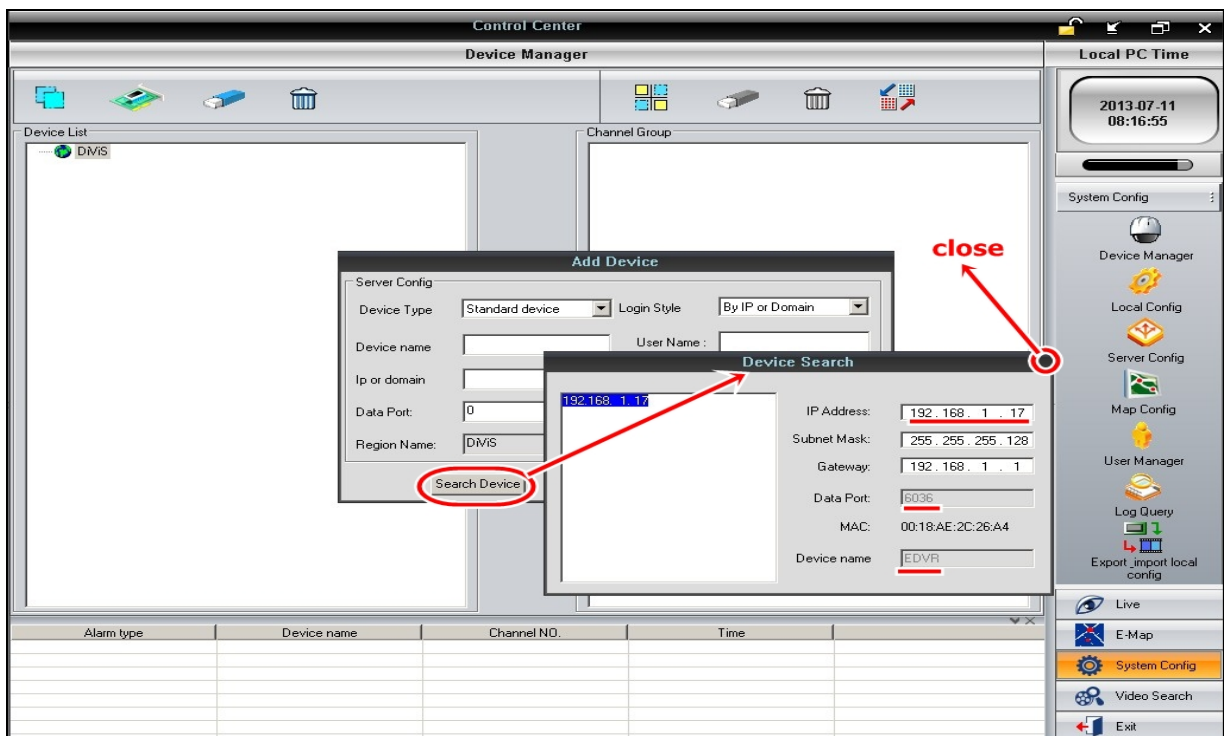 Control Center
Device Manager
Local PC Time
2013-07-11
08:16:55
Device List
DiViS
Channel Group
System Config
Device Manager
Local Config
Server Config
Map Config
User Manager
Log Query
Export_import local
config
Live
E-Map
System Config
Video Search
Exit
close
Add Device
Server Config
Device Type
Standard device
Login Style
By IP or Domain
Device name
User Name :
Ip or domain
Data Port:
0
Region Name:
DiViS
Search Device
Device Search
192.168. 1. 17
IP Address:
192 . 168 . 1 . 17
Subnet Mask:
255 . 255 . 255 . 128
Gateway:
192 . 168 . 1 . 1
Data Port:
6036
MAC:
00:18:AE:2C:26:A4
Device name
EDVR
Alarm type
Device name
Channel NO.
Time